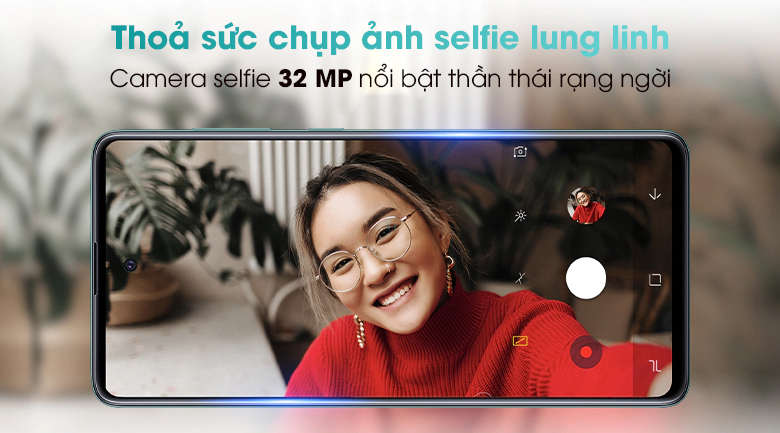 Thoả sức chụp ảnh selfie lung linh
Camera selfie 32 MP nổi bật thần thái rạng ngời